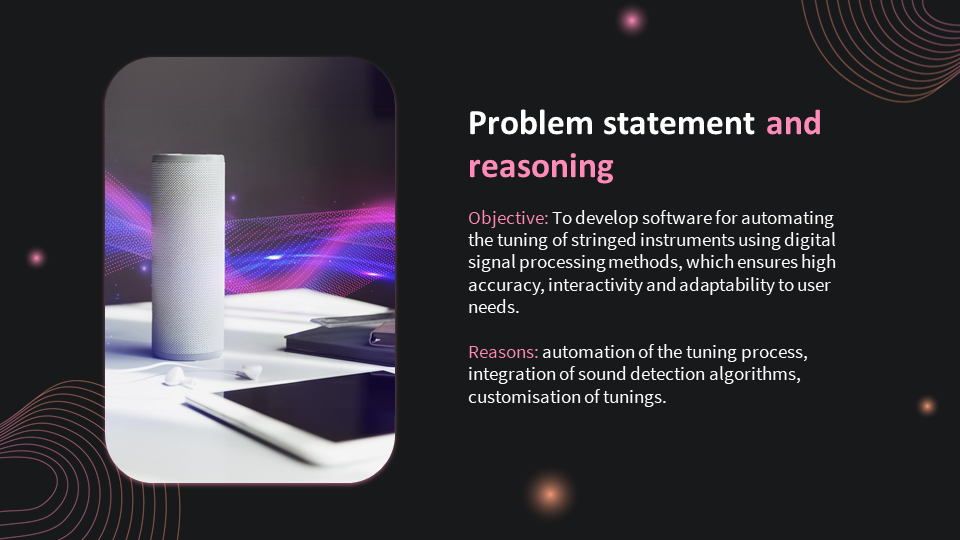 Problem statement and
reasoning
Objective: To develop software for automating
the tuning of stringed instruments using digital
signal processing methods, which ensures high
accuracy, interactivity and adaptability to user
needs.
Reasons: automation of the tuning process,
integration of sound detection algorithms,
customisation of tunings.